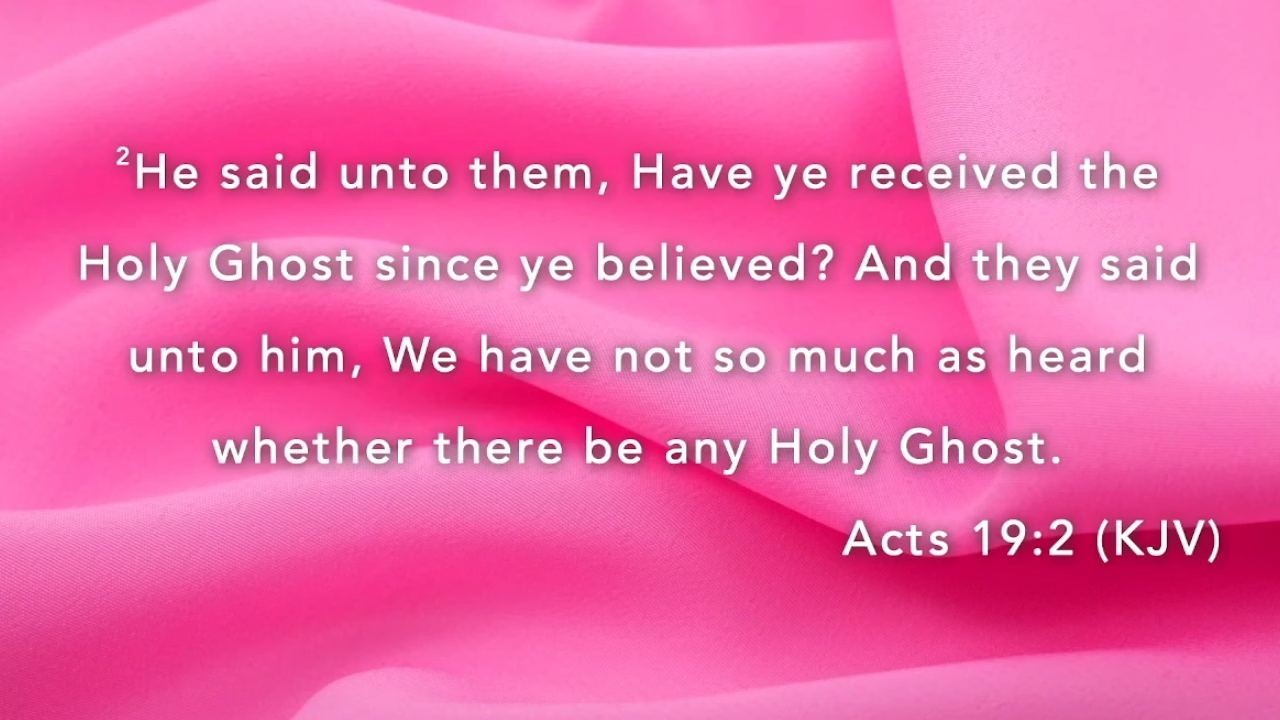 ²He said unto them, Have ye received the
Holy Ghost since ye believed? And they said
unto him, We have not so much as heard
whether there be any Holy Ghost.
Acts 19:2 (KJV)